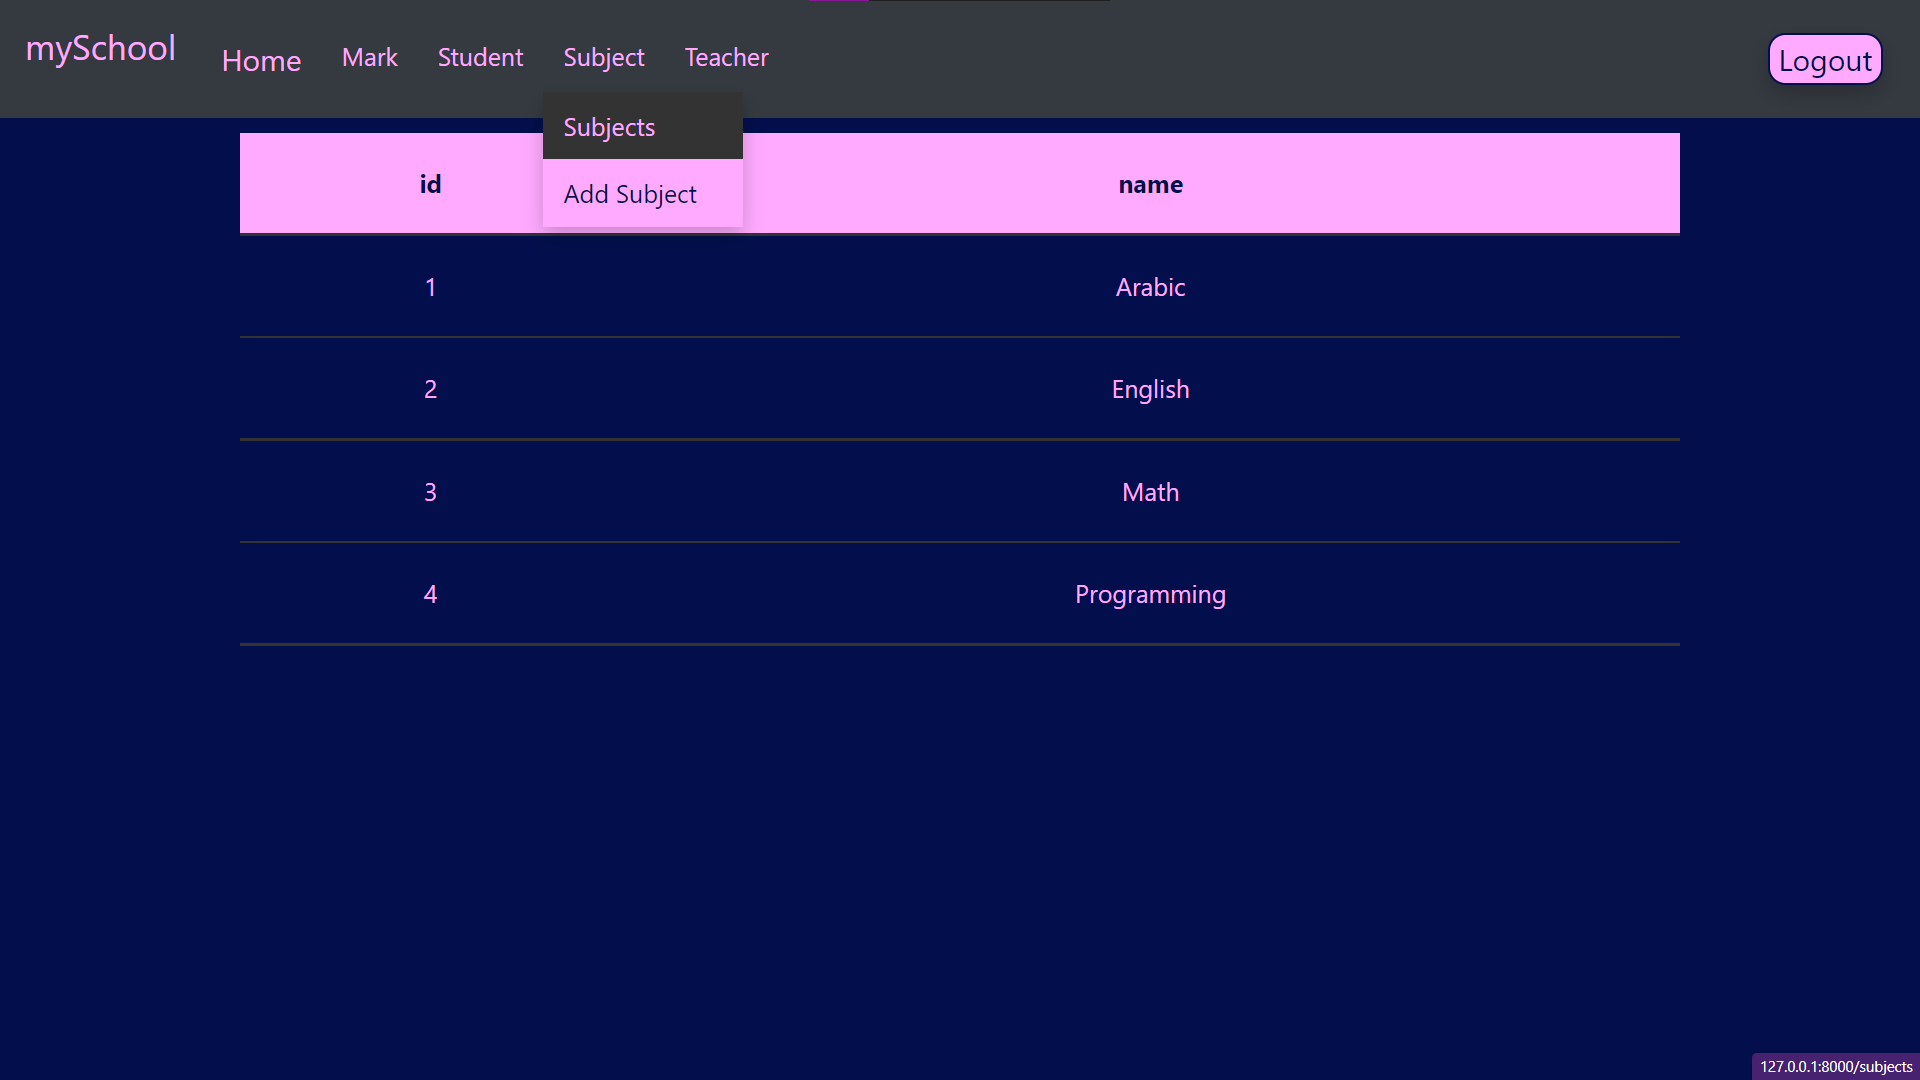 mySchool
Home Mark Student Subject Teacher
Logout
Subjects
Add Subject
id name
1 Arabic
2 English
3 Math
4 Programming
127.0.0.1:8000/subjects